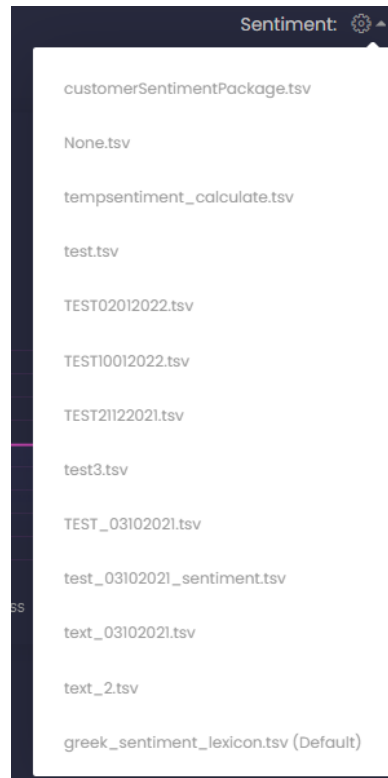 Sentiment:
customerSentimentPackage.tsv
None.tsv
tempsentiment_calculate.tsv
test.tsv
TEST02012022.tsv
TEST10012022.tsv
TEST21122021.tsv
test3.tsv
TEST_03102021.tsv
test_03102021_sentiment.tsv
ss
text_03102021.tsv
text_2.tsv
greek_sentiment_lexicon.tsv (Default)